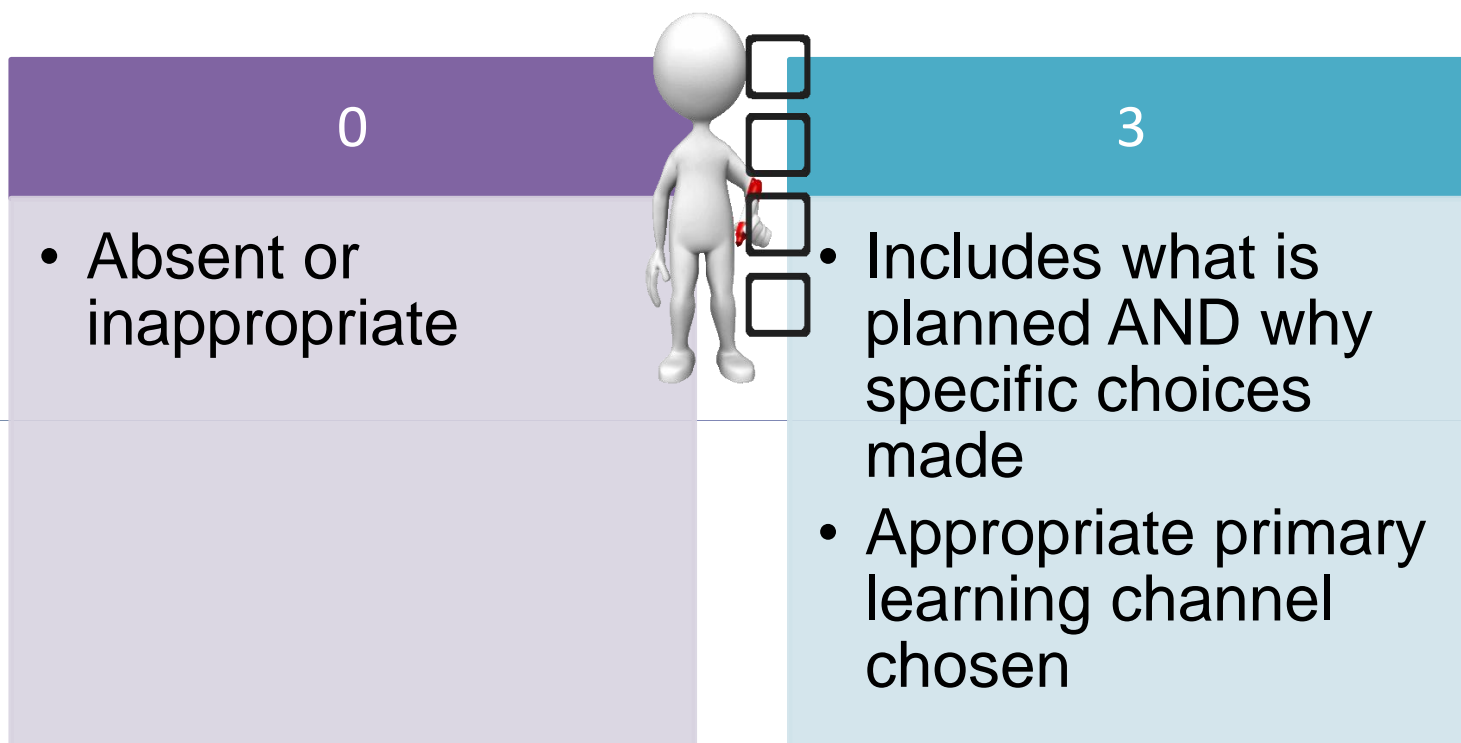 0
• Absent or
inappropriate
3
• Includes what is
planned AND why
specific choices
made
• Appropriate primary
learning channel
chosen